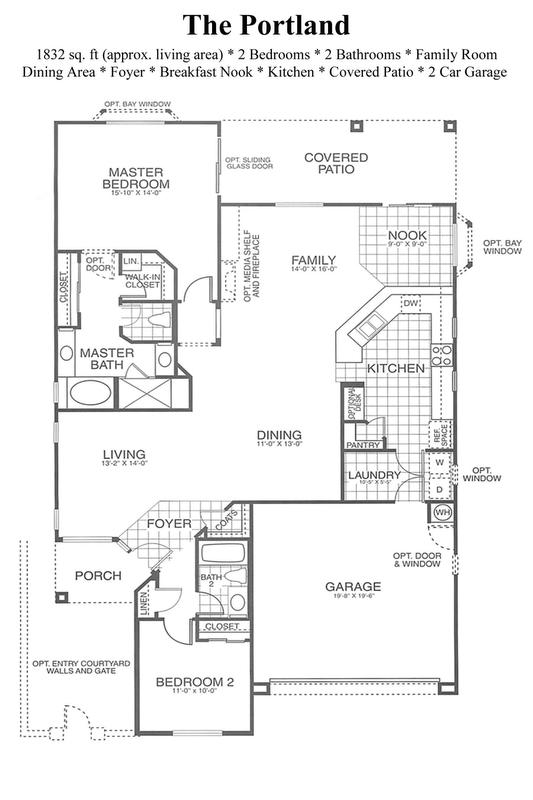 The Portland
1832 sq. ft (approx. living area) * 2 Bedrooms * 2 Bathrooms * Family Room
Dining Area * Foyer * Breakfast Nook * Kitchen * Covered Patio * 2 Car Garage
OPT. BAY WINDOW
MASTER
BEDROOM
15'-10" X 14'-0"
OPT. SLIDING
GLASS DOOR
COVERED
PATIO
NOOK
9'-0" X 9'-0"
OPT. BAY
WINDOW
FAMILY
14'-0" X 16'-0"
OPT. MEDIA SHELF
AND FIREPLACE
CLOSET
OPT.
DOOR
LIN.
WALK-IN
CLOSET
MASTER
BATH
DW
KITCHEN
OPTIONAL
DESK
REF.
SPACE
PANTRY
DINING
11'-0" X 13'-0"
LIVING
13'-2" X 14'-0"
LAUNDRY
10'-5" X 5'-5"
W
D
OPT.
WINDOW
WH
FOYER
COATS
OPT. DOOR
& WINDOW
PORCH
BATH
2
LINEN
GARAGE
19'-8" X 19'-6"
CLOSET
OPT. ENTRY COURTYARD
WALLS AND GATE
BEDROOM 2
11'-0" x 10'-0"